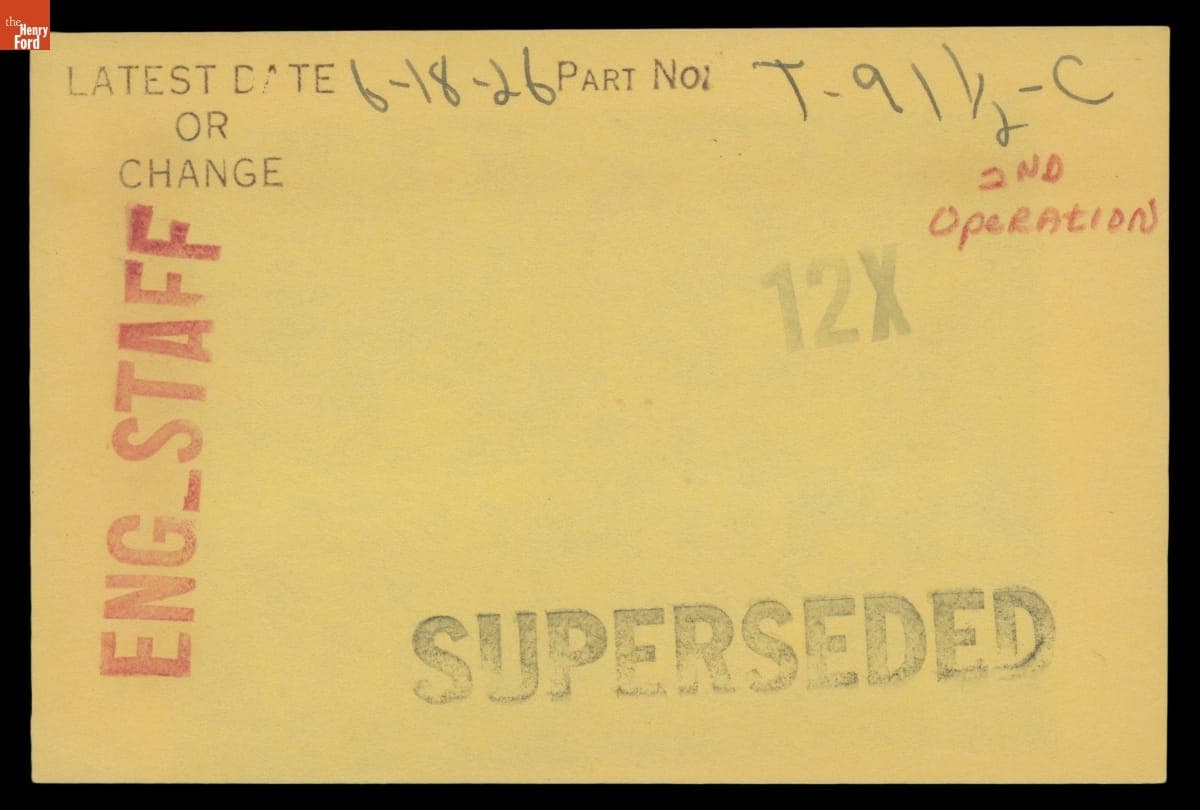 the
Henry
Ford
LATEST DATE 6-18-26 PART NO: T-91 1/2-C
OR
CHANGE
2ND
OPERATION
12X
ENG_STAFF
SUPERSEDED